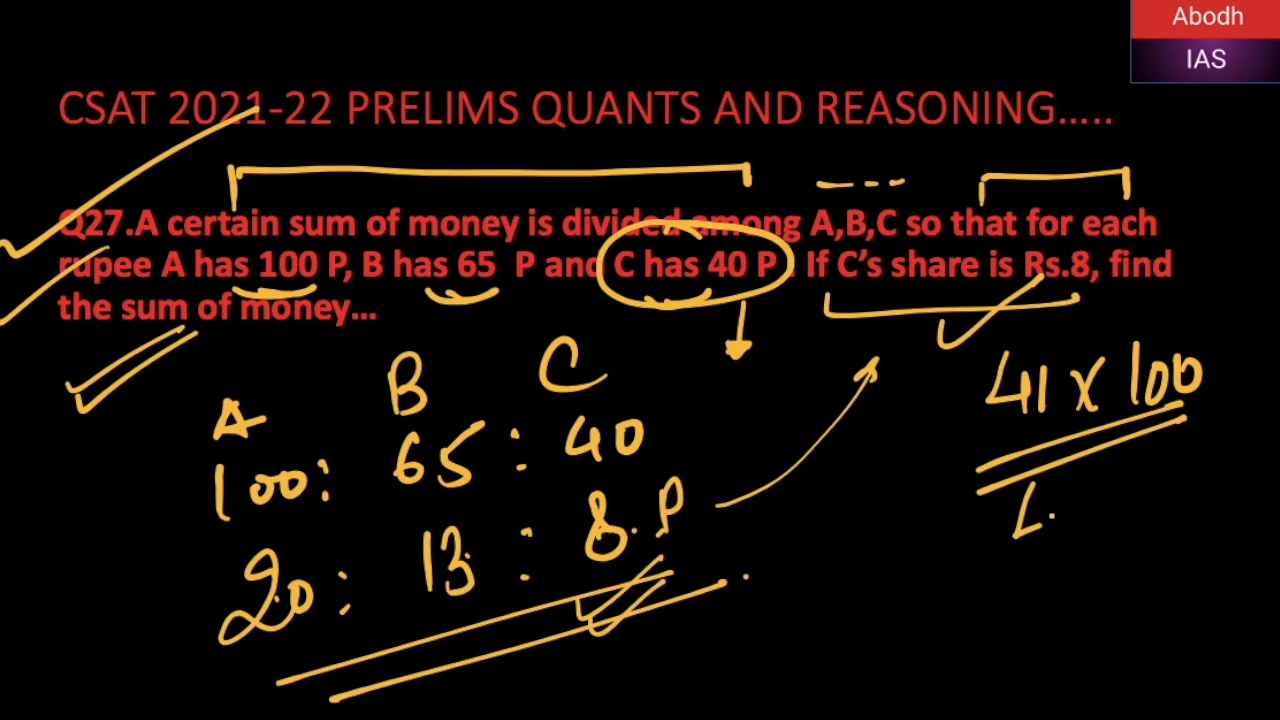 Abodh
IAS
CSAT 2021-22 PRELIMS QUANTS AND REASONING.....
Q27.A certain sum of money is divided among A,B,C so that for each
rupee A has 100 P, B has 65 P and C has 40 P . If C's share is Rs.8, find
the sum of money...
A B C
100: 65 : 40
20: 13 : 8.P
41 x 100